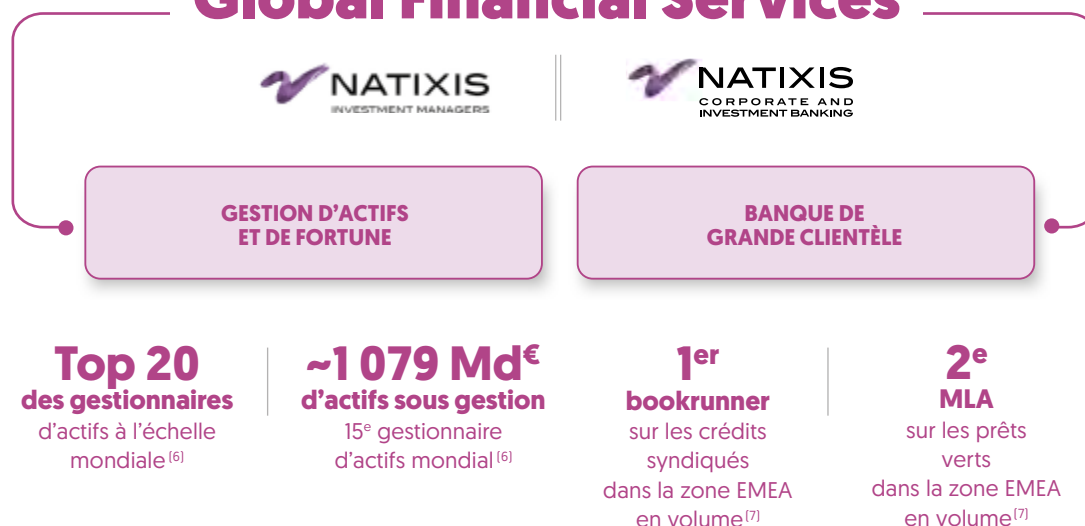 Global Financial Services
NATIXIS
INVESTMENT MANAGERS
NATIXIS
CORPORATE AND
INVESTMENT BANKING
GESTION D'ACTIFS
ET DE FORTUNE
BANQUE DE
GRANDE CLIENTÈLE
Top 20
des gestionnaires
d'actifs à l'échelle
mondiale (6)
~1 079 Md€
d'actifs sous gestion
15e gestionnaire
d'actifs mondial (6)
1er
bookrunner
sur les crédits
syndiqués
dans la zone EMEA
en volume (7)
2e
MLA
sur les prêts
verts
dans la zone EMEA
en volume (7)